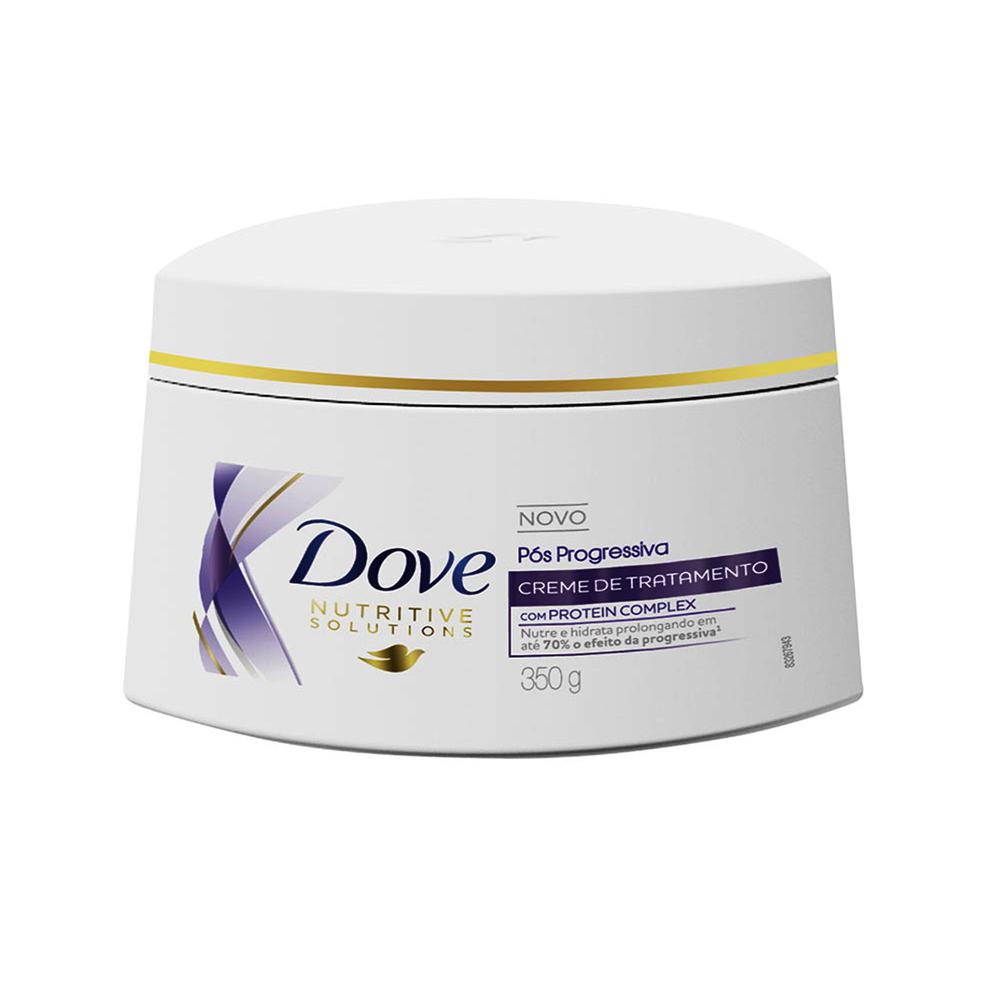 Dove
NUTRITIVE
SOLUTIONS
NOVO
Pós Progressiva
CREME DE TRATAMENTO
COM PROTEIN COMPLEX
Nutre e hidrata prolongando em
até 70% o efeito da progressiva¹
350 g
83267943